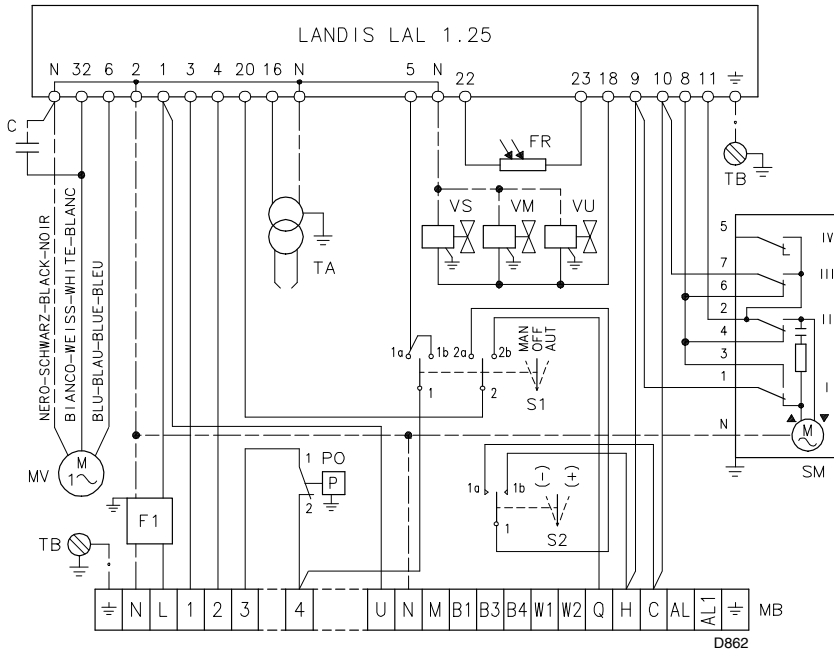 LANDIS LAL 1.25
N 32 6 2 1 3 4 20 16 N 5 N 22 23 18 9 10 8 11
C
FR
TB
NERO-SCHWARZ-BLACK-NOIR
BIANCO-WEISS-WHITE-BLANC
BLU-BLAU-BLUE-BLEU
VS VM VU
TA
5 IV
7 III
6
2 II
4
3
1 I
N
M
SM
1a 1b 2a 2b
MAN
OFF
AUT
1 2
S1
M
1
MV
1 PO
P
2
1a 1b (-) (+)
1
S2
F1
TB
N L 1 2 3 4 U N M B1 B3 B4 W1 W2 Q H C AL AL1
MB
D862